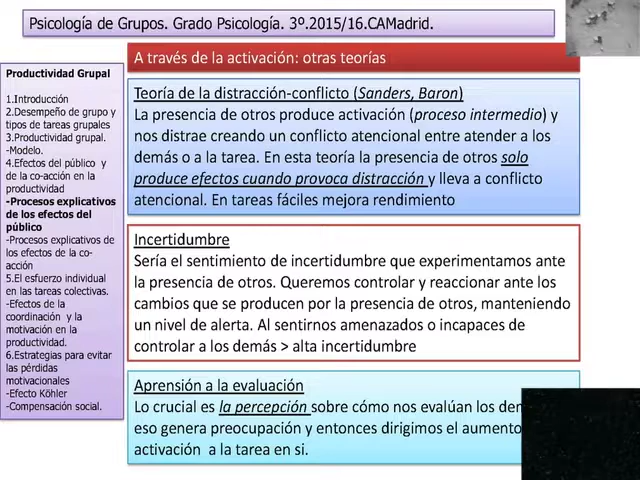 Psicología de Grupos. Grado Psicología. 3º.2015/16.CAMadrid.
Productividad Grupal
1.Introducción
2.Desempeño de grupo y
tipos de tareas grupales
3.Productividad grupal.
-Modelo.
4.Efectos del público y
de la co-acción en la
productividad
-Procesos explicativos
de los efectos del
público
-Procesos explicativos de
los efectos de la co-
acción
5.El esfuerzo individual
en las tareas colectivas.
-Efectos de la
coordinación y la
motivación en la
productividad.
6.Estrategias para evitar
las pérdidas
motivacionales
-Efecto Köhler
-Compensación social.
A través de la activación: otras teorías
Teoría de la distracción-conflicto (Sanders, Baron)
La presencia de otros produce activación (proceso intermedio) y
nos distrae creando un conflicto atencional entre atender a los
demás o a la tarea. En esta teoría la presencia de otros solo
produce efectos cuando provoca distracción y lleva a conflicto
atencional. En tareas fáciles mejora rendimiento
Incertidumbre
Sería el sentimiento de incertidumbre que experimentamos ante
la presencia de otros. Queremos controlar y reaccionar ante los
cambios que se producen por la presencia de otros, manteniendo
un nivel de alerta. Al sentirnos amenazados o incapaces de
controlar a los demás > alta incertidumbre
Aprensión a la evaluación
Lo crucial es la percepción sobre cómo nos evalúan los
eso genera preocupación y entonces dirigimos el aumento
activación a la tarea en si.